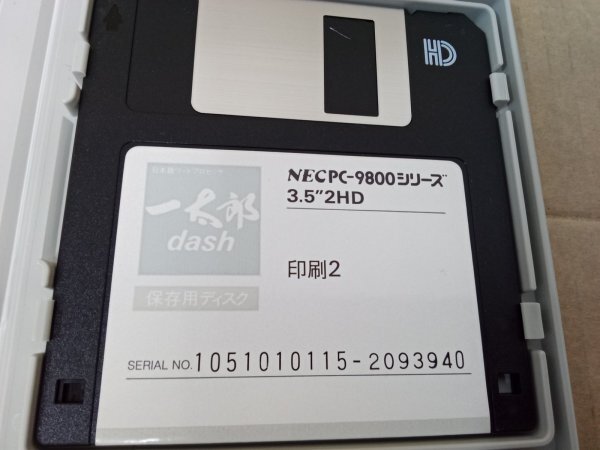 HD
日本語ワードプロセッサ
一太郎
dash
保存用ディスク
NEC PC-9800シリーズ
3.5"2HD
印刷2
SERIAL NO. 1051010115-2093940